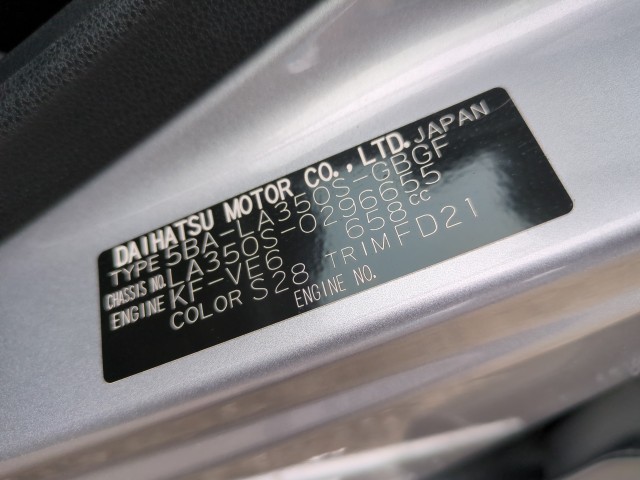 DAIHATSU MOTOR CO.,LTD. JAPAN
TYPE 5BA-LA350S-GBGF
CHASSIS NO. LA350S-0296655
ENGINE KF-VE6 658cc
COLOR S28 TRIM FD21
ENGINE NO.